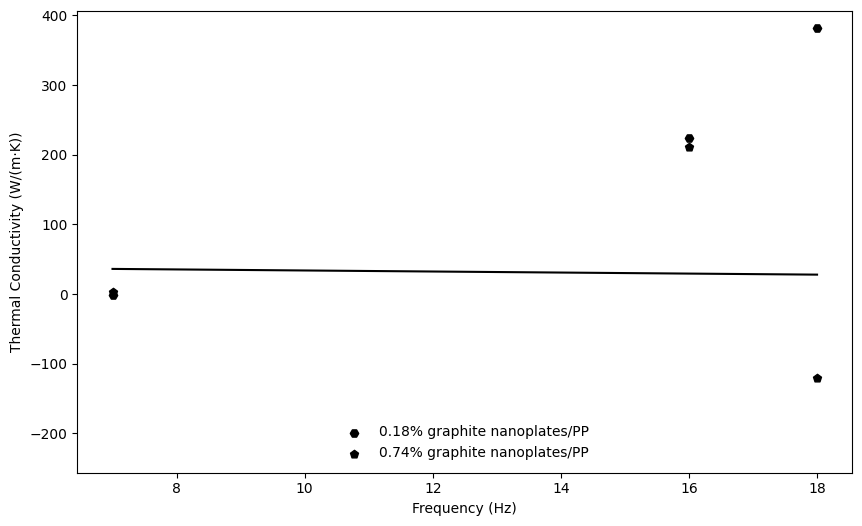 400
300
200
100
0
−100
−200
Thermal Conductivity (W/(m·K))
0.18% graphite nanoplates/PP
0.74% graphite nanoplates/PP
8 10 12 14 16 18
Frequency (Hz)